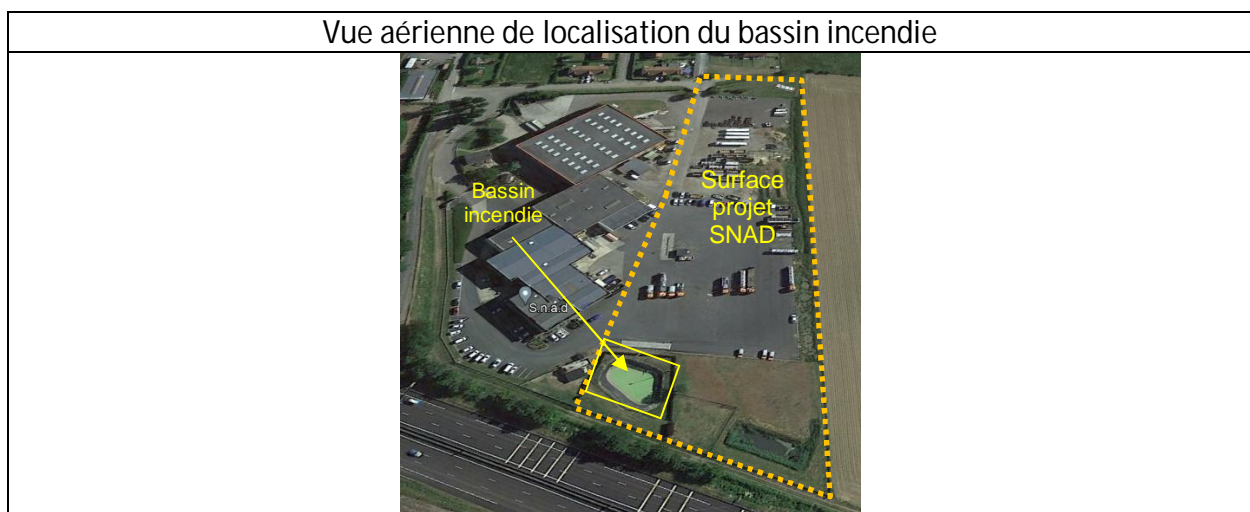 Vue aérienne de localisation du bassin incendie
Bassin
incendie
Surface
projet
SNAD
S.n.a.d